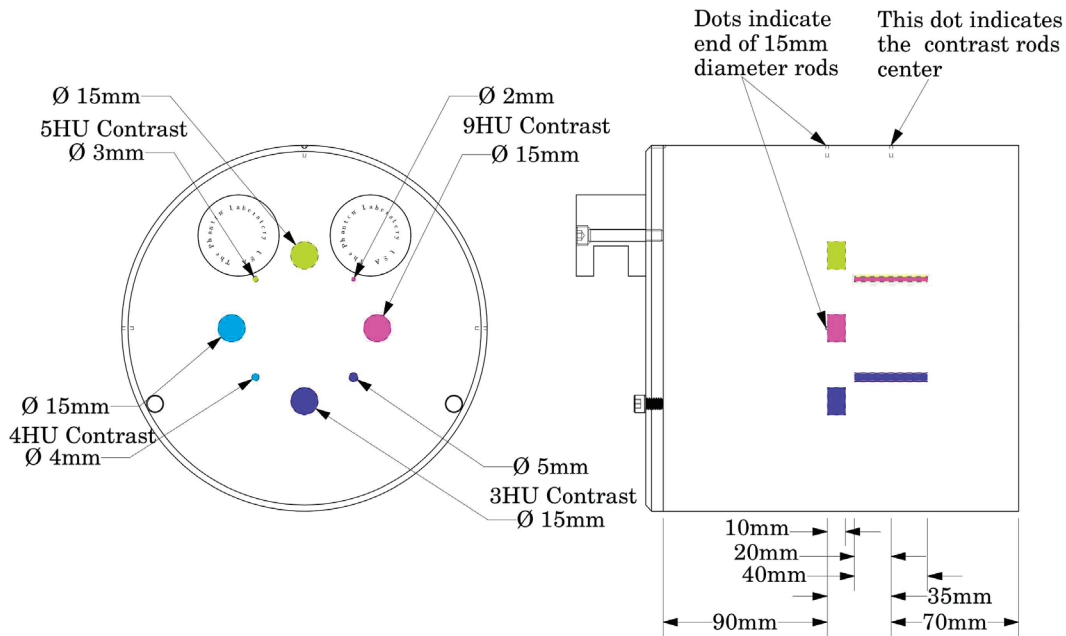 Dots indicate
end of 15mm
diameter rods
This dot indicates
the  contrast rods
center
Ø 15mm
5HU Contrast
Ø 3mm
Ø 2mm
9HU Contrast
Ø 15mm
The Phantom Laboratory
The Phantom Laboratory
Ø 15mm
4HU Contrast
Ø 4mm
Ø 5mm
3HU Contrast
Ø 15mm
10mm
20mm
40mm
35mm
90mm
70mm